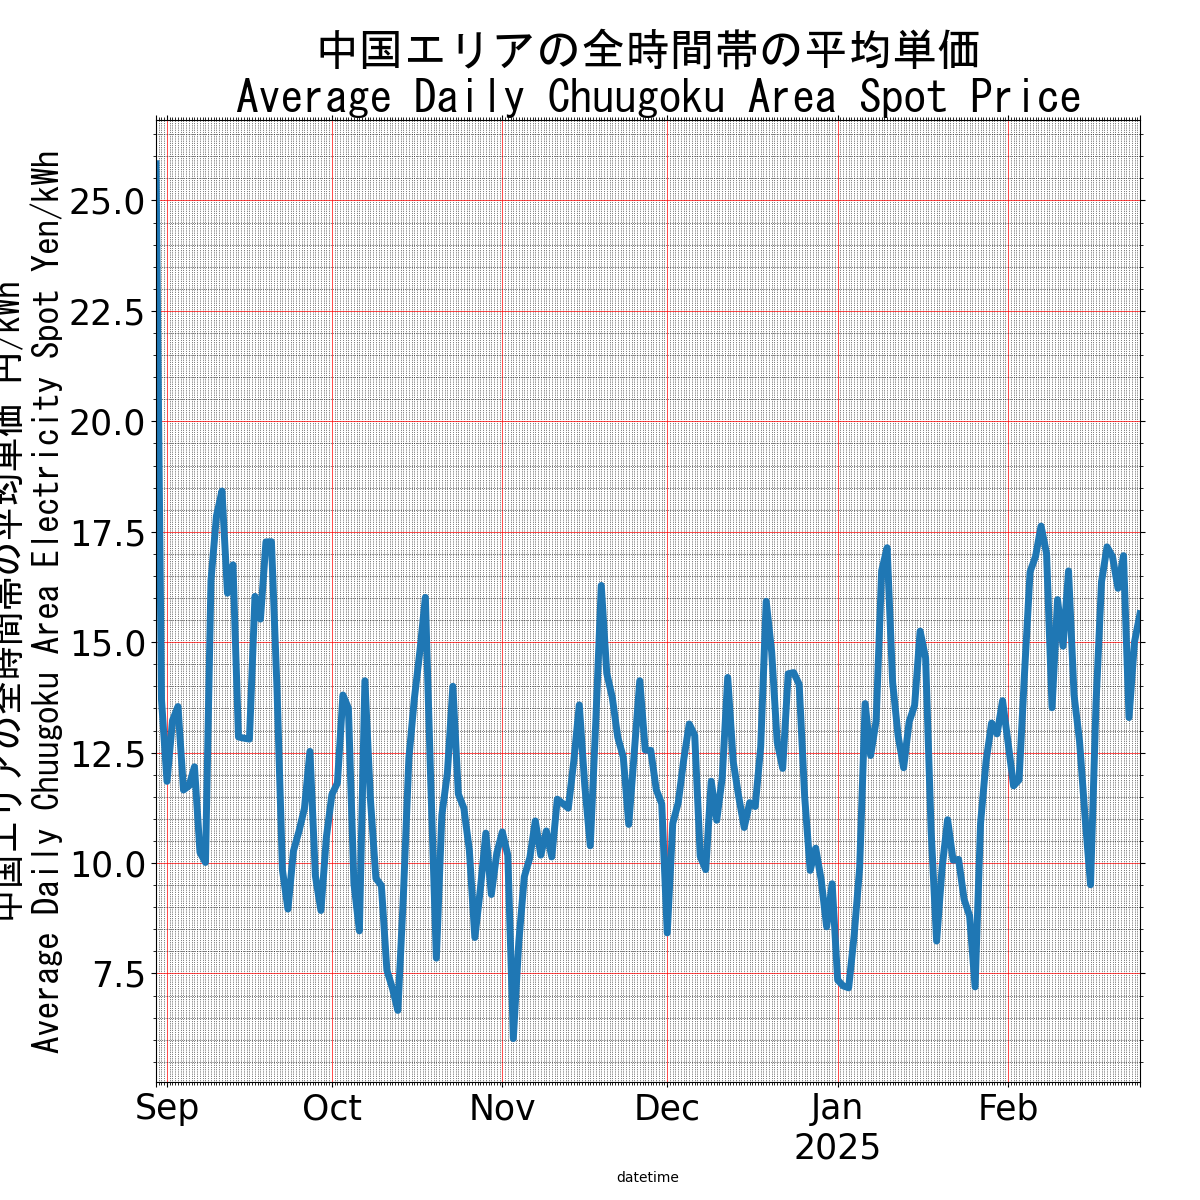 中国エリアの全時間帯の平均単価
Average Daily Chuugoku Area Spot Price
中国エリアの全時間帯の平均単価 円/kWh
Average Daily Chuugoku Area Electricity Spot Yen/kWh
25.0
22.5
20.0
17.5
15.0
12.5
10.0
7.5
Sep
Oct
Nov
Dec
Jan
Feb
2025
datetime